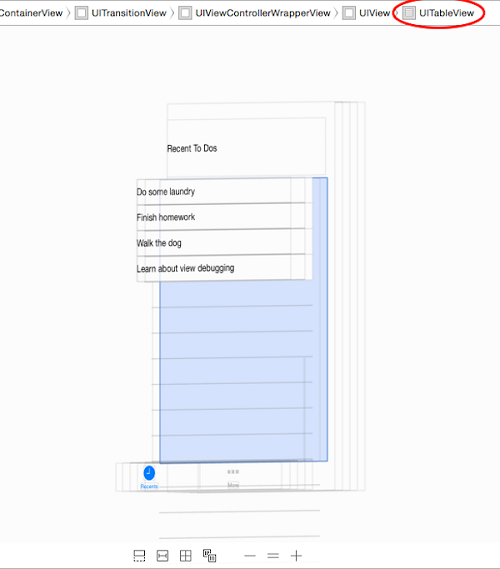 ContainerView 〉 UITransitionView 〉 UIViewControllerWrapperView 〉 UIView 〉 UITableView
Recent To Dos
Do some laundry
Finish homework
Walk the dog
Learn about view debugging
Recents More